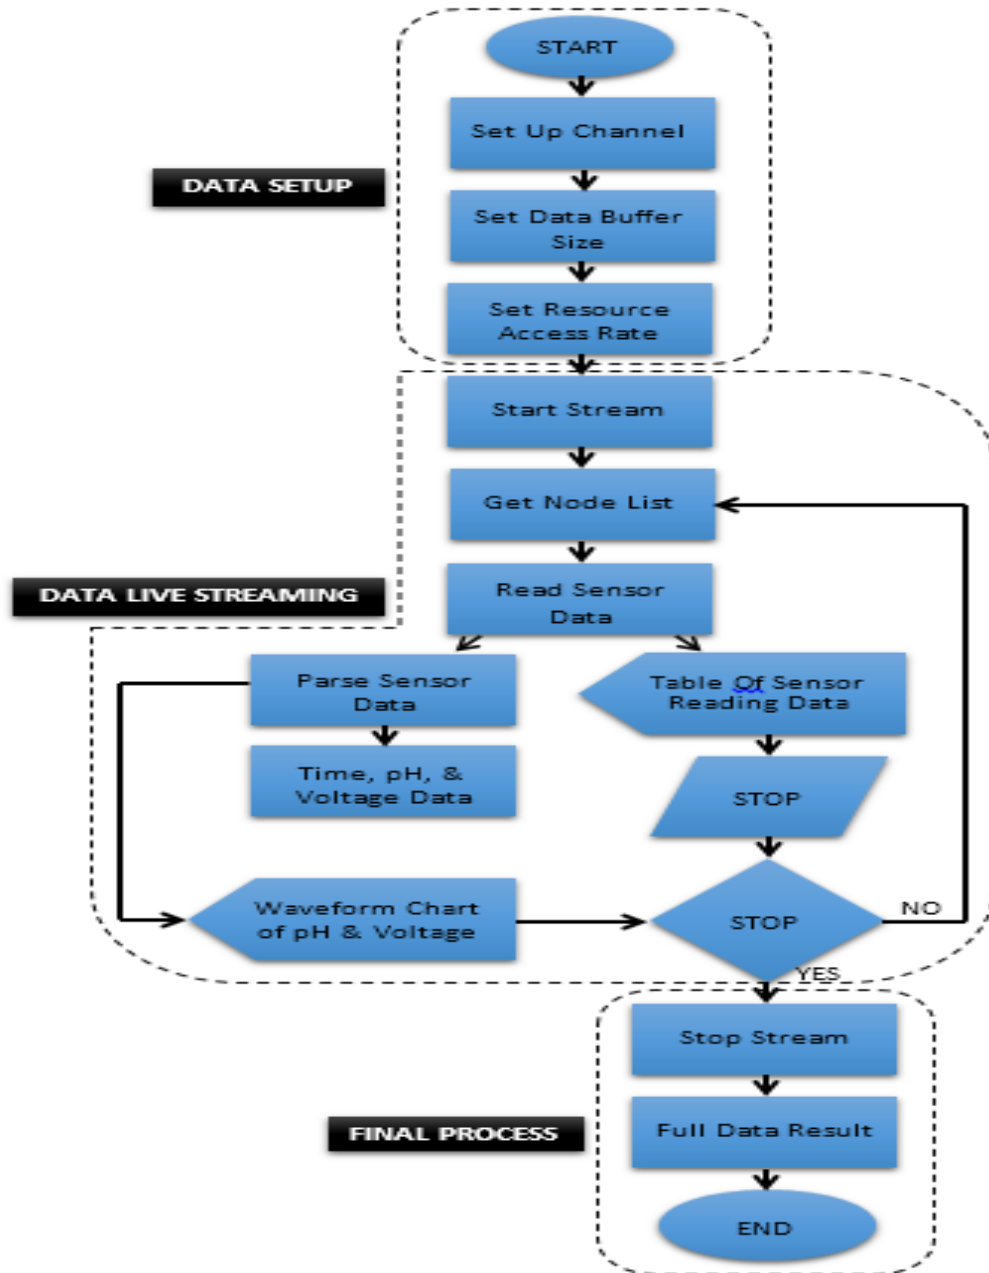 START
Set Up Channel
DATA SETUP
Set Data Buffer
Size
Set Resource
Access Rate
Start Stream
Get Node List
DATA LIVE STREAMING
Read Sensor
Data
Parse Sensor
Data
Table Of Sensor
Reading Data
Time, pH, &
Voltage Data
STOP
Waveform Chart
of pH & Voltage
STOP
NO
YES
Stop Stream
FINAL PROCESS
Full Data Result
END